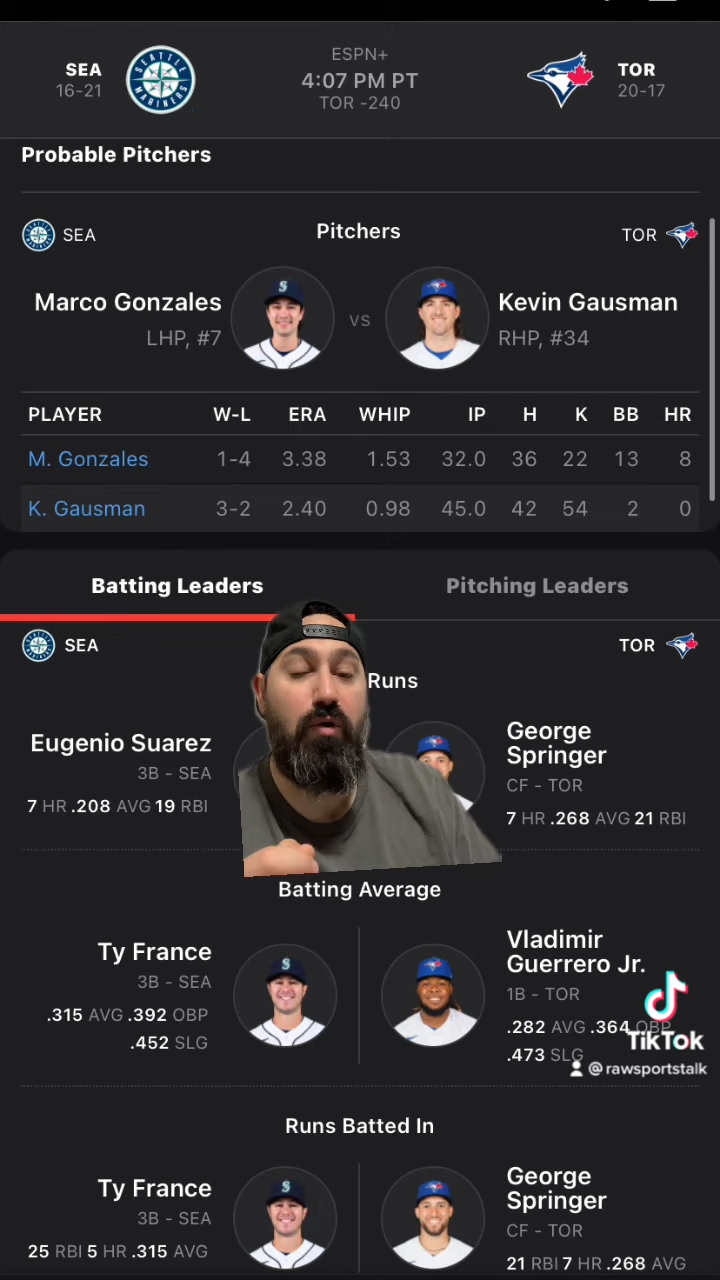 ESPN+
SEA
4:07 PM PT
TOR
16-21
TOR -240
20-17
Probable Pitchers
SEA
Pitchers
TOR
Marco Gonzales
LHP, #7
VS
Kevin Gausman
RHP, #34
PLAYER W-L ERA WHIP IP H K BB HR
M. Gonzales 1-4 3.38 1.53 32.0 36 22 13 8
K. Gausman 3-2 2.40 0.98 45.0 42 54 2 0
Batting Leaders
Pitching Leaders
SEA
TOR
Runs
Eugenio Suarez
3B - SEA
7 HR .208 AVG 19 RBI
George
Springer
CF - TOR
7 HR .268 AVG 21 RBI
Batting Average
Ty France
3B - SEA
.315 AVG .392 OBP
.452 SLG
Vladimir
Guerrero Jr.
1B - TOR
.282 AVG .364 OBP
.473 SLG
TikTok
@rawsportstalk
Runs Batted In
Ty France
3B - SEA
25 RBI 5 HR .315 AVG
George
Springer
CF - TOR
21 RBI 7 HR .268 AVG